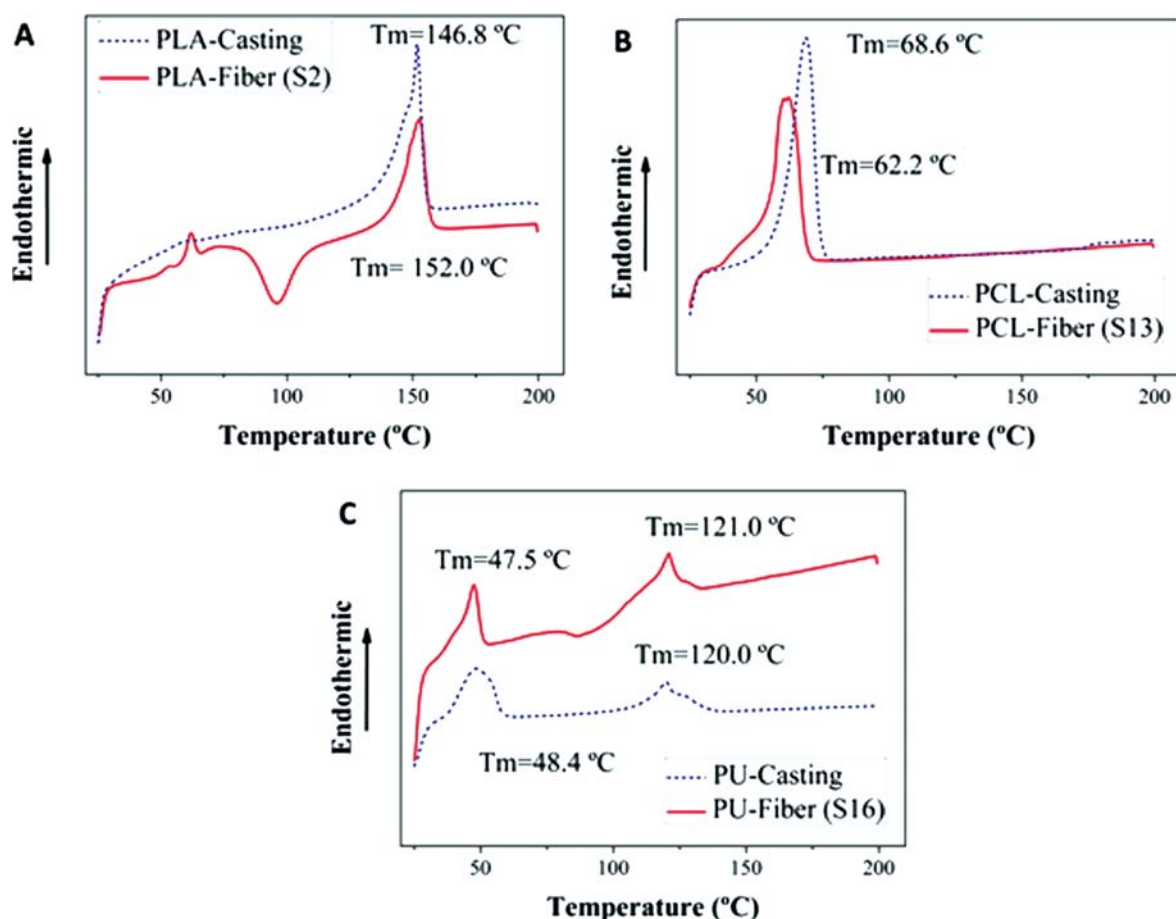 A
PLA-Casting
PLA-Fiber (S2)
Tm=146.8 ºC
Tm= 152.0 ºC
Endothermic
50
100
150
200
Temperature (ºC)
B
Tm=68.6 ºC
Tm=62.2 ºC
PCL-Casting
PCL-Fiber (S13)
Endothermic
50
100
150
200
Temperature (ºC)
C
Tm=121.0 ºC
Tm=47.5 ºC
Tm=120.0 ºC
Tm=48.4 ºC
PU-Casting
PU-Fiber (S16)
Endothermic
50
100
150
200
Temperature (ºC)